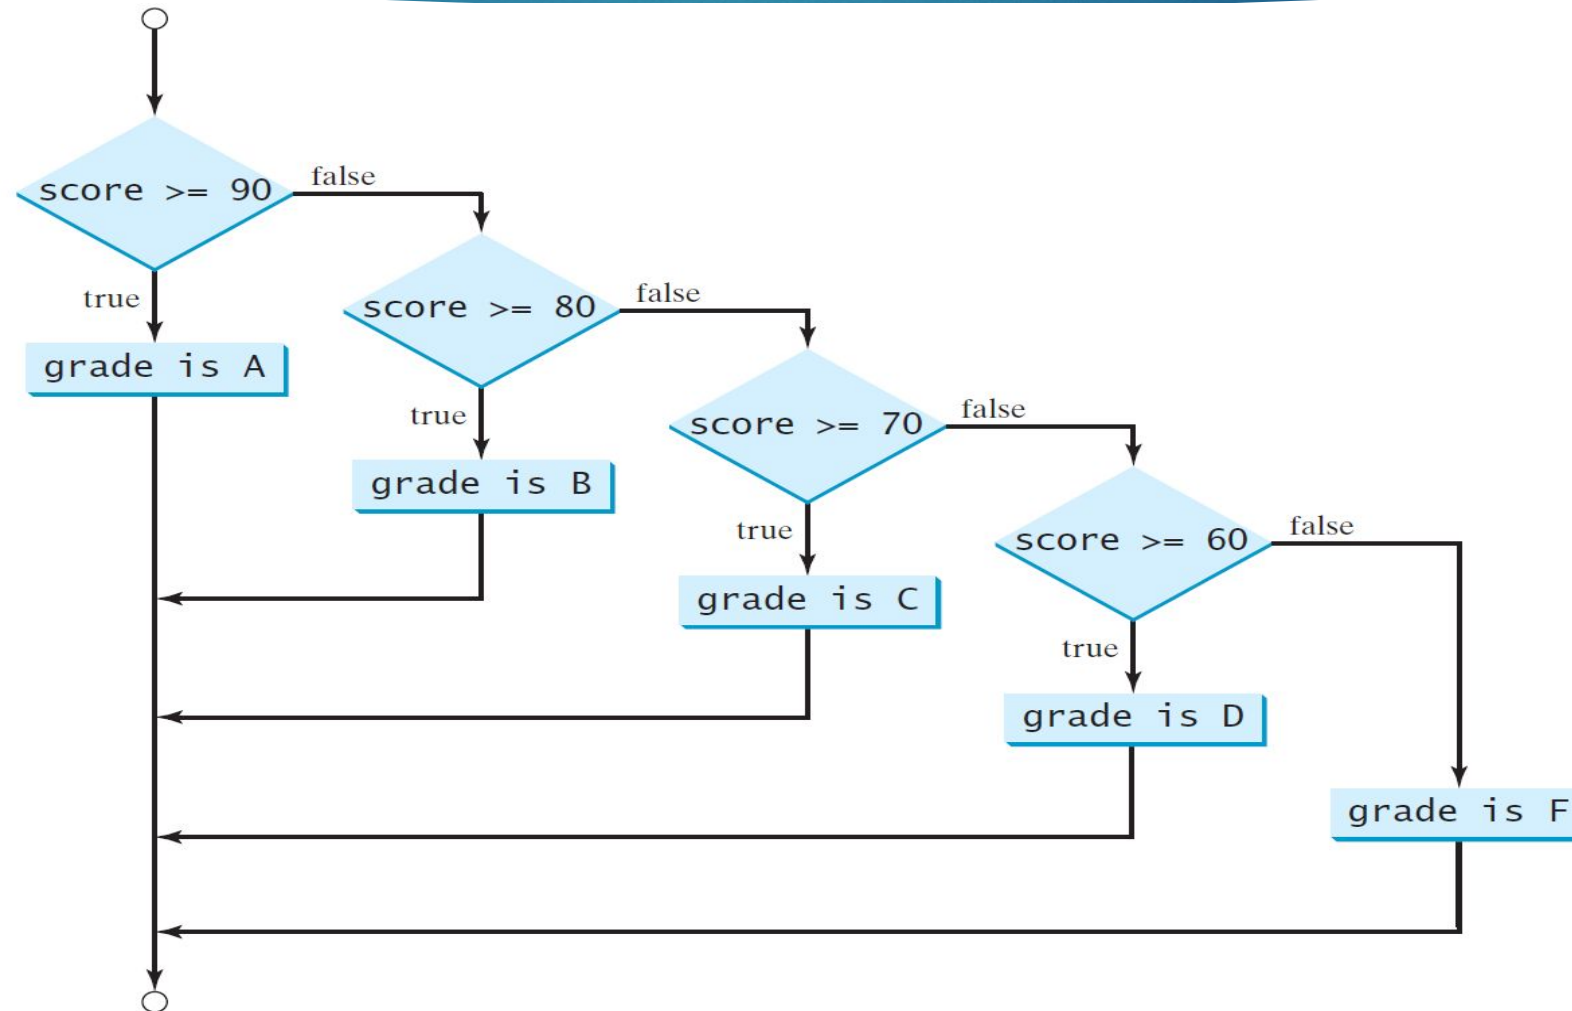 score >= 90
false
true
grade is A
score >= 80
false
true
grade is B
score >= 70
false
true
grade is C
score >= 60
false
true
grade is D
grade is F